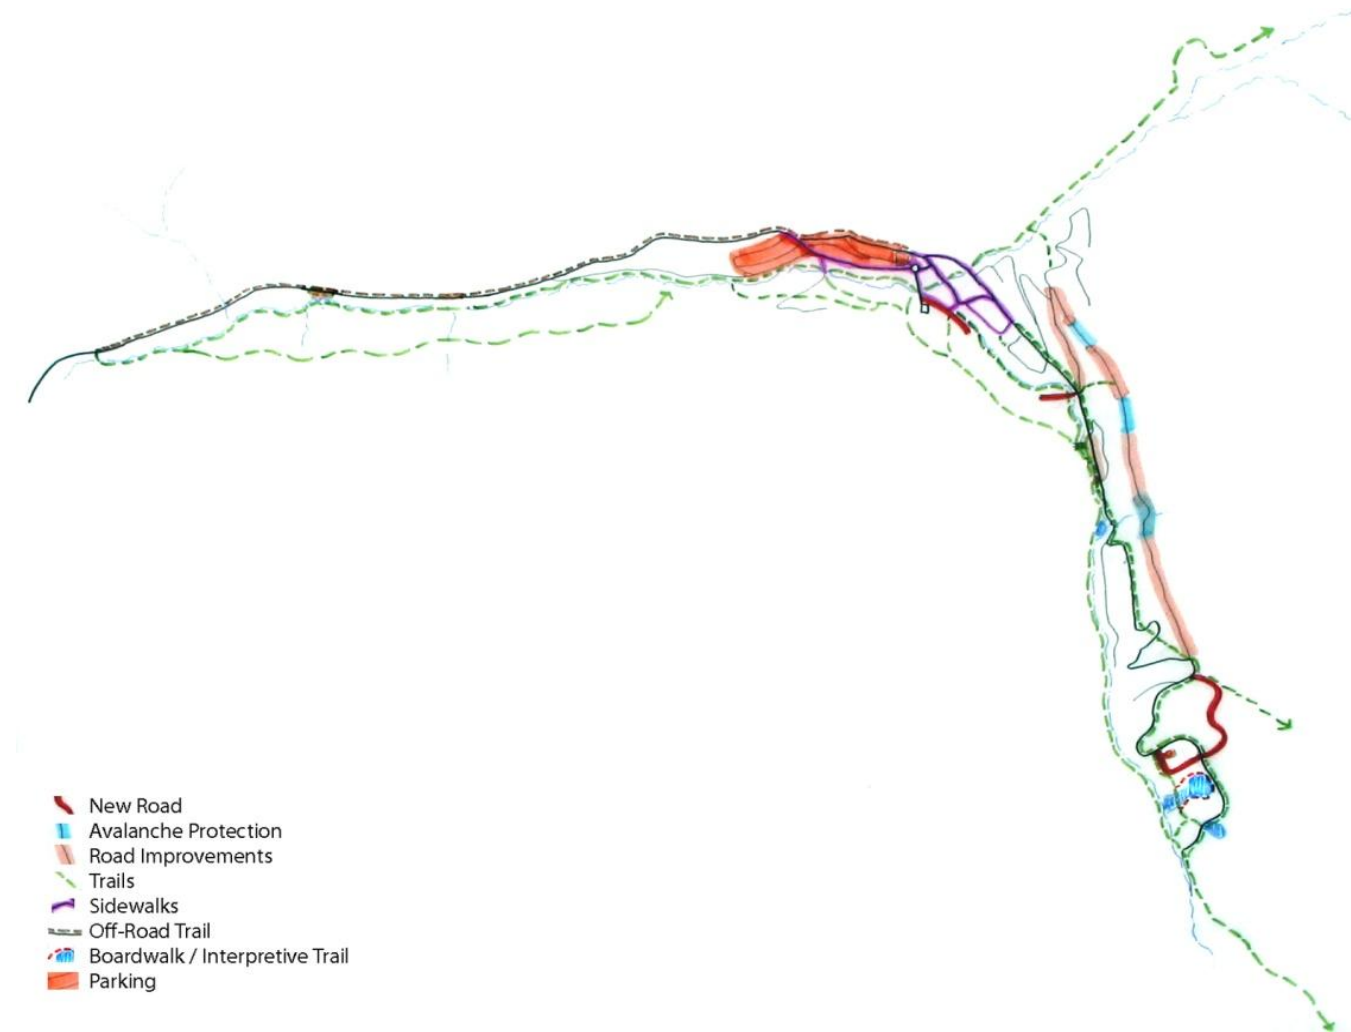 New Road
Avalanche Protection
Road Improvements
Trails
Sidewalks
Off-Road Trail
Boardwalk / Interpretive Trail
Parking